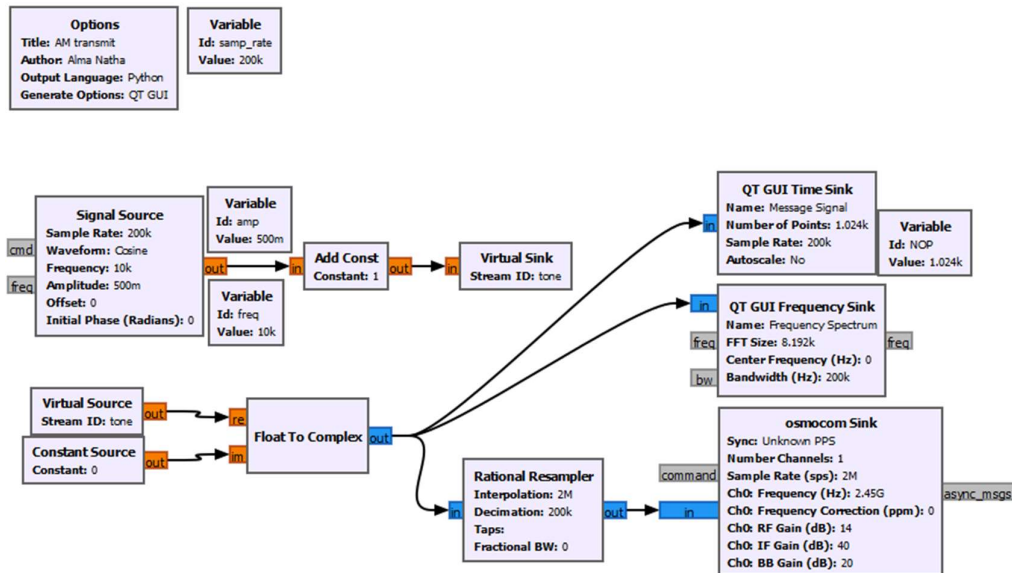 Options
Title: AM transmit
Author: Alma Natha
Output Language: Python
Generate Options: QT GUI
Variable
Id: samp_rate
Value: 200k
Signal Source
Sample Rate: 200k
Waveform: Cosine
Frequency: 10k
Amplitude: 500m
Offset: 0
Initial Phase (Radians): 0
cmd
freq
out
Variable
Id: amp
Value: 500m
Variable
Id: freq
Value: 10k
in
Add Const
Constant: 1
out
in
Virtual Sink
Stream ID: tone
QT GUI Time Sink
Name: Message Signal
Number of Points: 1.024k
Sample Rate: 200k
Autoscale: No
in
Variable
Id: NOP
Value: 1.024k
QT GUI Frequency Sink
Name: Frequency Spectrum
FFT Size: 8.192k
Center Frequency (Hz): 0
Bandwidth (Hz): 200k
in
freq
bw
freq
Virtual Source
Stream ID: tone
out
Constant Source
Constant: 0
out
re
im
Float To Complex
out
Rational Resampler
Interpolation: 2M
Decimation: 200k
Taps:
Fractional BW: 0
in
out
osmocom Sink
Sync: Unknown PPS
Number Channels: 1
Sample Rate (sps): 2M
Ch0: Frequency (Hz): 2.45G
Ch0: Frequency Correction (ppm): 0
Ch0: RF Gain (dB): 14
Ch0: IF Gain (dB): 40
Ch0: BB Gain (dB): 20
command
in
async_msgs